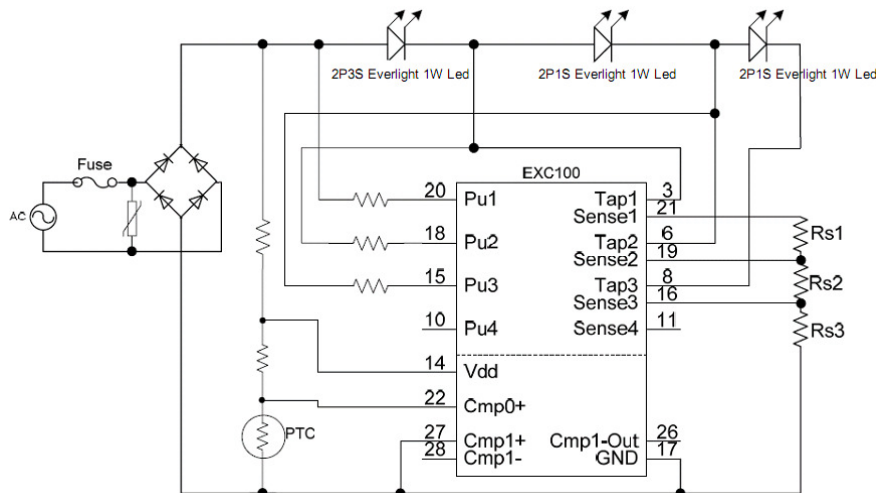 2P3S Everlight 1W Led
2P1S Everlight 1W Led
2P1S Everlight 1W Led
Fuse
AC
EXC100
20 Pu1
Tap1 3
Sense1 21
18 Pu2
Tap2 6
Sense2 19
15 Pu3
Tap3 8
Sense3 16
10 Pu4
Sense4 11
Rs1
Rs2
Rs3
14 Vdd
22 Cmp0+
PTC
27 Cmp1+
Cmp1-Out 26
28 Cmp1-
GND 17